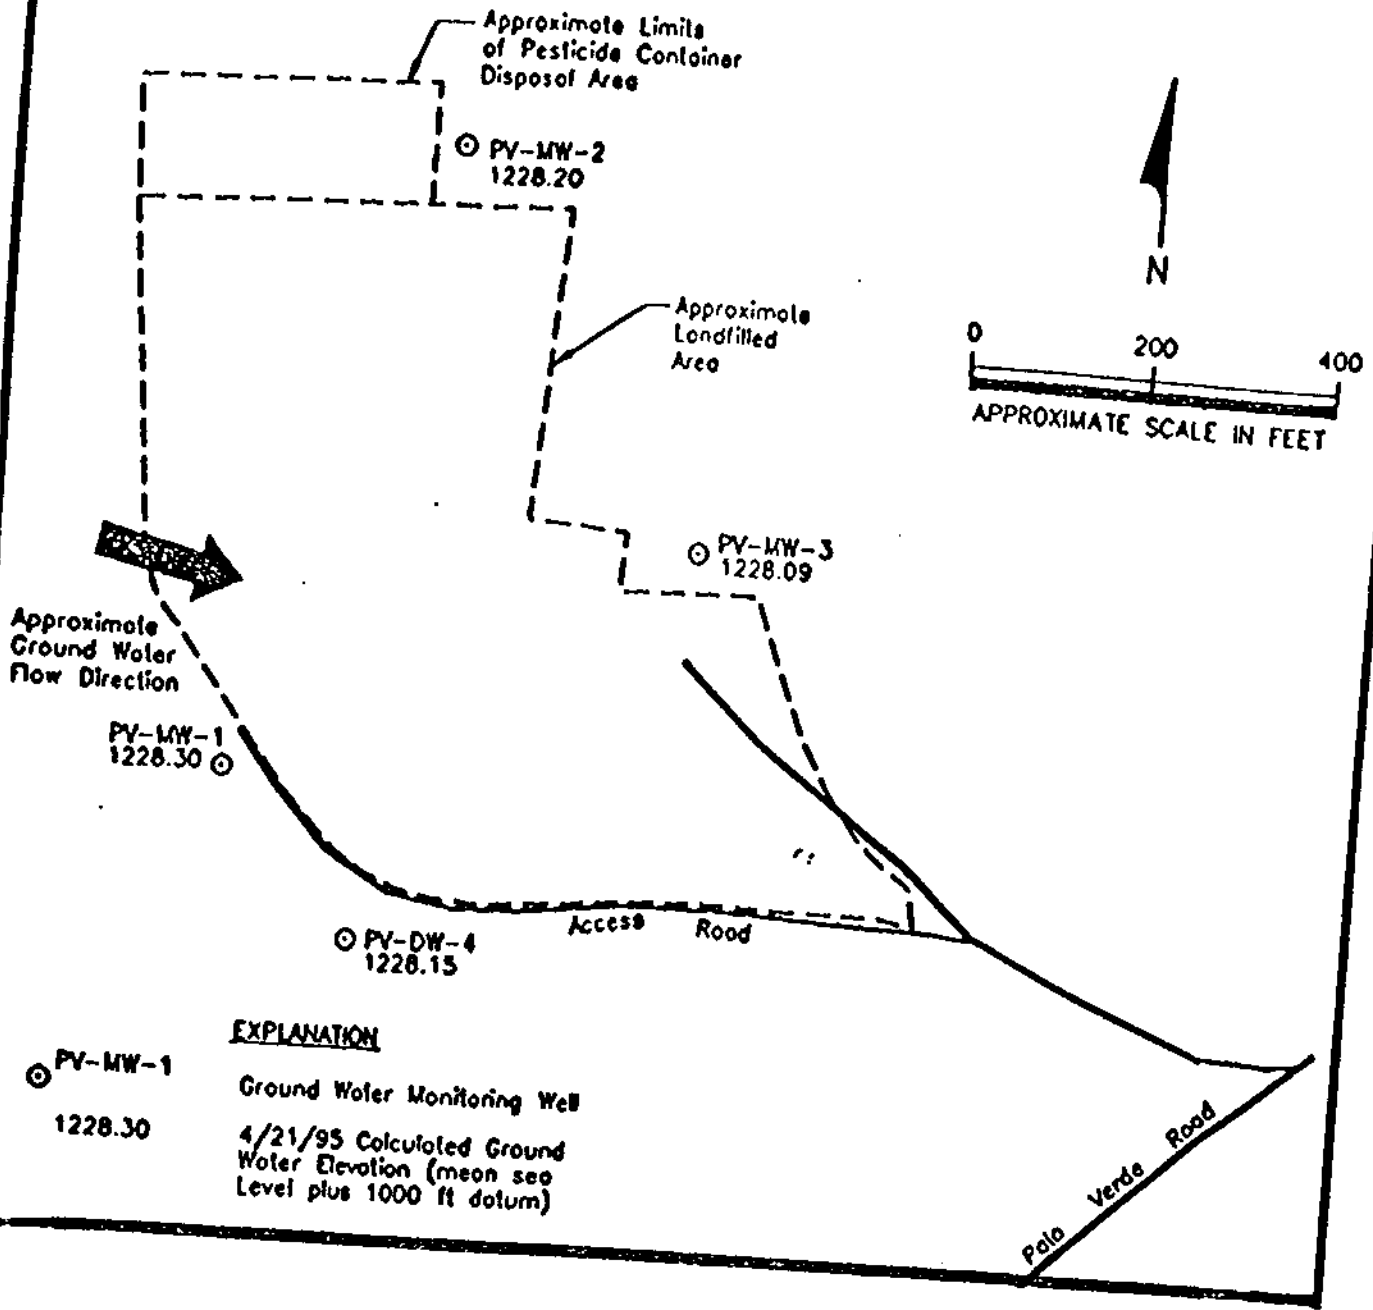 Approximate Limits
of Pesticide Container
Disposal Area
PV-MW-2
1228.20
N
Approximate
Landfilled
Area
0 200 400
APPROXIMATE SCALE IN FEET
PV-MW-3
1228.09
Approximate
Ground Water
Flow Direction
PV-MW-1
1228.30
Access Road
PV-DW-4
1228.15
EXPLANATION
PV-MW-1
Ground Water Monitoring Well
1228.30
4/21/95 Calculated Ground
Water Elevation (mean sea
Level plus 1000 ft datum)
Palo Verde Road